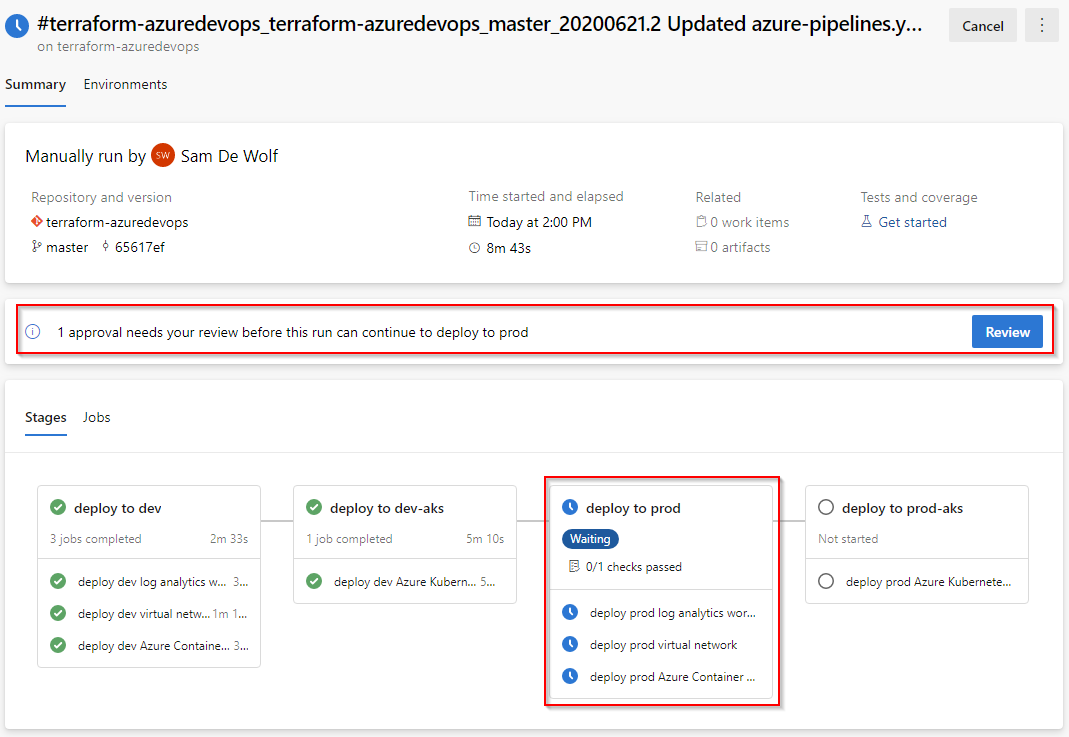 #terraform-azuredevops_terraform-azuredevops_master_20200621.2 Updated azure-pipelines.y...
Cancel
on terraform-azuredevops
Summary Environments
Manually run by SW Sam De Wolf
Repository and version
terraform-azuredevops
master 65617ef
Time started and elapsed
Today at 2:00 PM
8m 43s
Related
0 work items
0 artifacts
Tests and coverage
Get started
1 approval needs your review before this run can continue to deploy to prod
Review
Stages Jobs
deploy to dev
3 jobs completed 2m 33s
deploy dev log analytics w... 3...
deploy dev virtual netw... 1m 1...
deploy dev Azure Containe... 3...
deploy to dev-aks
1 job completed 5m 10s
deploy dev Azure Kubern... 5...
deploy to prod
Waiting
0/1 checks passed
deploy prod log analytics wor...
deploy prod virtual network
deploy prod Azure Container ...
deploy to prod-aks
Not started
deploy prod Azure Kubernete...